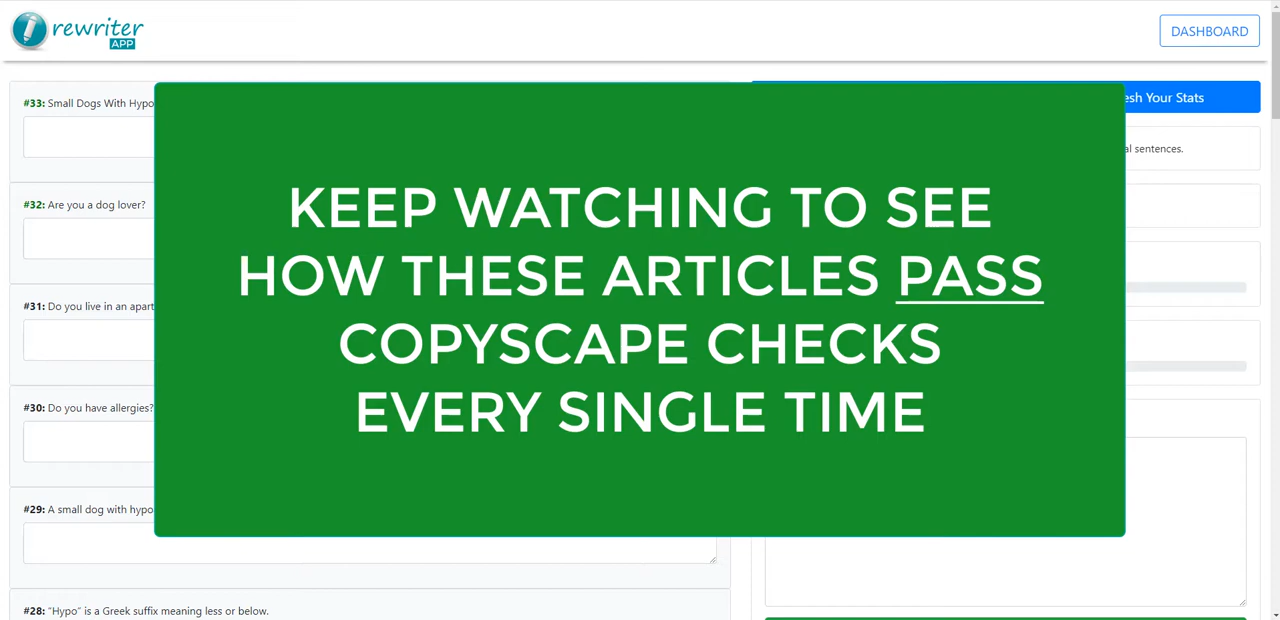 rewriter
APP
DASHBOARD
#33: Small Dogs With Hypo
esh Your Stats
KEEP WATCHING TO SEE
HOW THESE ARTICLES PASS
COPYSCAPE CHECKS
EVERY SINGLE TIME
al sentences.
#32: Are you a dog lover?
#31: Do you live in an apart
#30: Do you have allergies?
#29: A small dog with hypo
#28: "Hypo" is a Greek suffix meaning less or below.